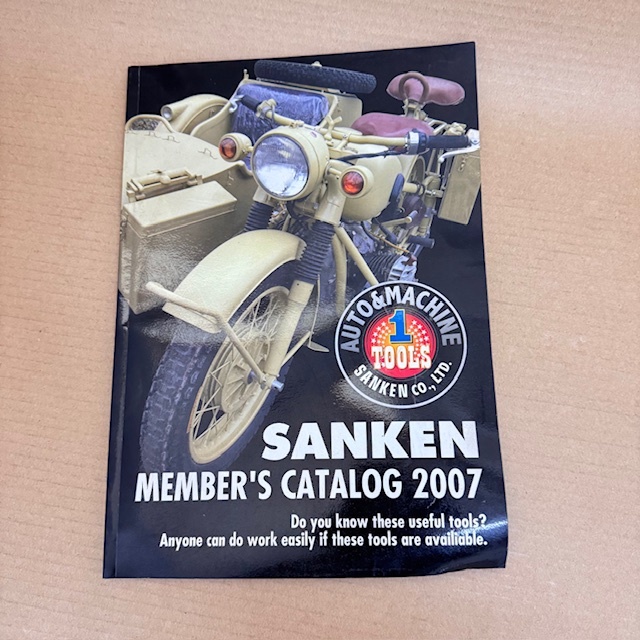 AUTO&MACHINE
1
TOOLS
SANKEN CO., LTD.
SANKEN
MEMBER'S CATALOG 2007
Do you know these useful tools?
Anyone can do work easily if these tools are availiable.